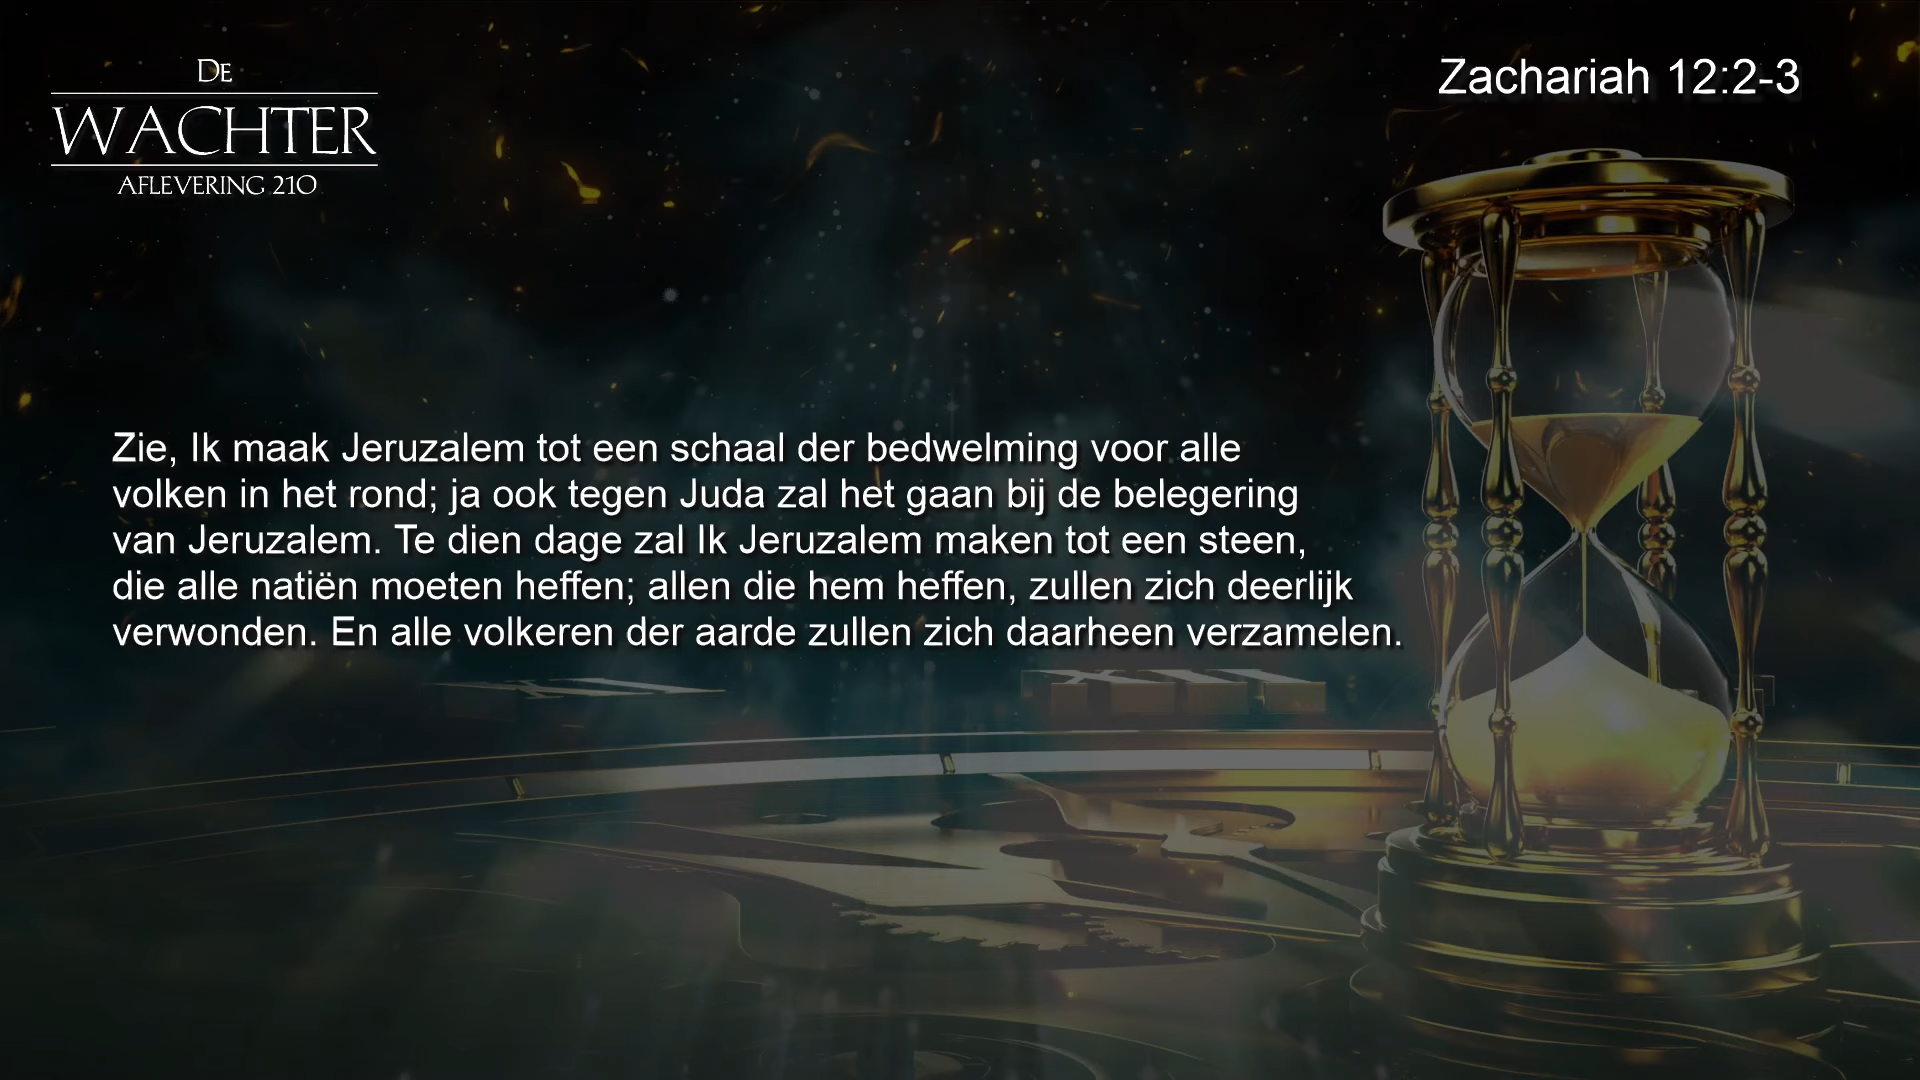 De
WACHTER
AFLEVERING 210
Zachariah 12:2-3
Zie, Ik maak Jeruzalem tot een schaal der bedwelming voor alle
volken in het rond; ja ook tegen Juda zal het gaan bij de belegering
van Jeruzalem. Te dien dage zal Ik Jeruzalem maken tot een steen,
die alle natiën moeten heffen; allen die hem heffen, zullen zich deerlijk
verwonden. En alle volkeren der aarde zullen zich daarheen verzamelen.